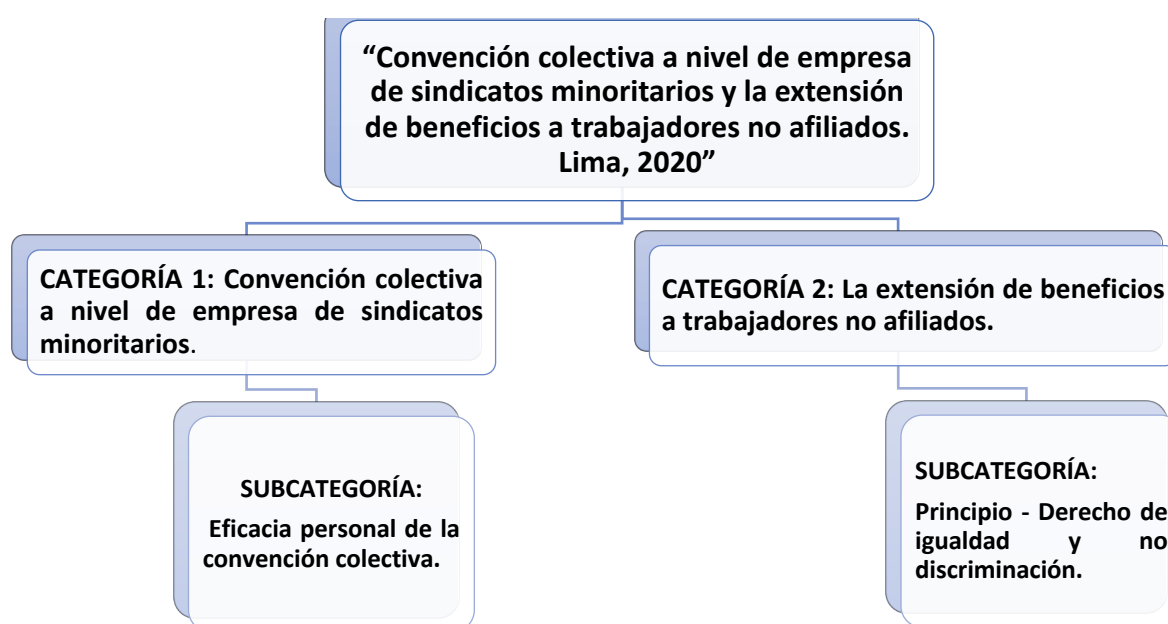 “Convención colectiva a nivel de empresa
de sindicatos minoritarios y la extensión
de beneficios a trabajadores no afiliados.
Lima, 2020”
CATEGORÍA 1: Convención colectiva
a nivel de empresa de sindicatos
minoritarios.
CATEGORÍA 2: La extensión de beneficios
a trabajadores no afiliados.
SUBCATEGORÍA:
Eficacia personal de la
convención colectiva.
SUBCATEGORÍA:
Principio - Derecho de
igualdad y no
discriminación.